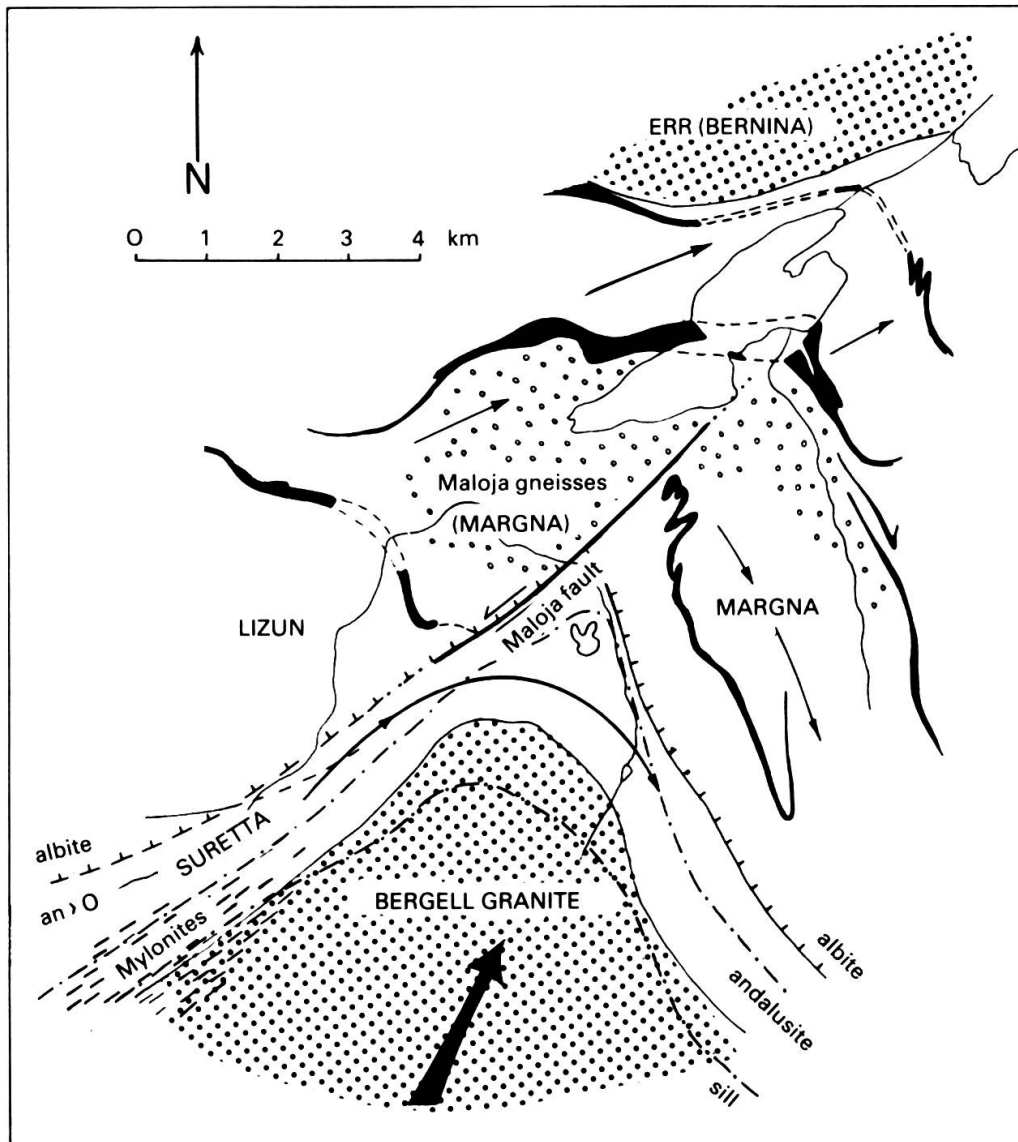 ERR (BERNINA)
N
0 1 2 3 4 km
Maloja gneisses
(MARGNA)
Maloja fault
LIZUN
MARGNA
albite
SURETTA
an › O
Mylonites
BERGELL GRANITE
albite
andalusite
sill